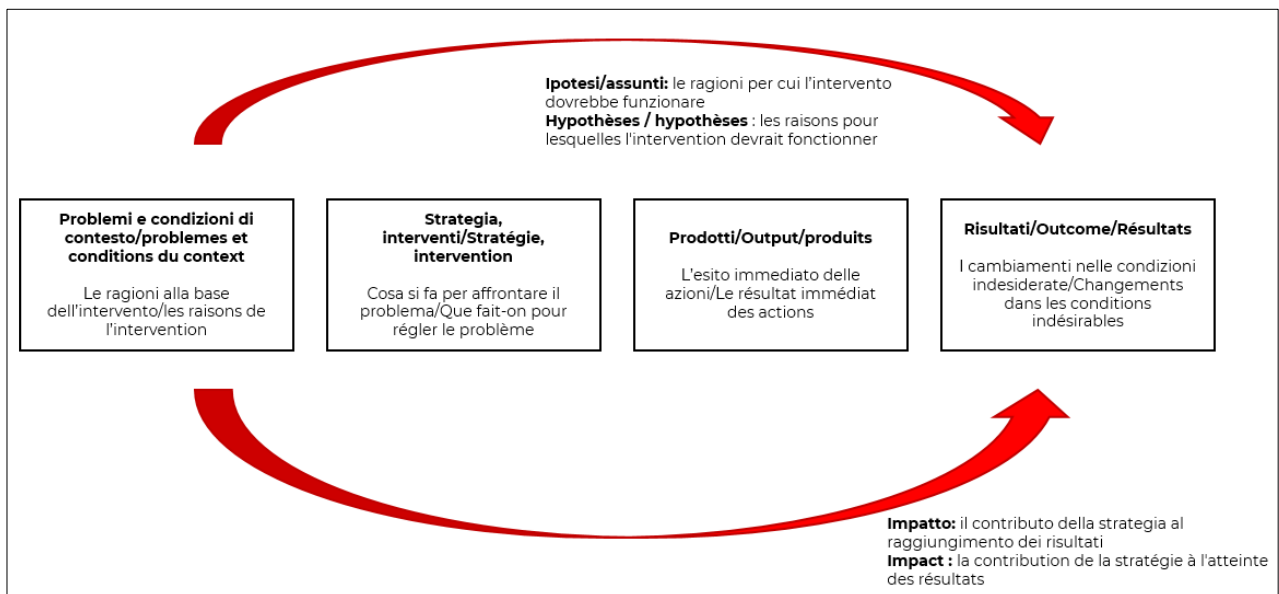 Ipotesi/assunti: le ragioni per cui l'intervento
dovrebbe funzionare
Hypothèses / hypothèses : les raisons pour
lesquelles l'intervention devrait fonctionner
Problemi e condizioni di
contesto/problemes et
conditions du context
Le ragioni alla base
dell'intervento/les raisons de
l'intervention
Strategia,
interventi/Stratégie,
intervention
Cosa si fa per affrontare il
problema/Que fait-on pour
régler le problème
Prodotti/Output/produits
L'esito immediato delle
azioni/Le résultat immédiat
des actions
Risultati/Outcome/Résultats
I cambiamenti nelle condizioni
indesiderate/Changements
dans les conditions
indésirables
Impatto: il contributo della strategia al
raggiungimento dei risultati
Impact : la contribution de la stratégie à l'atteinte
des résultats